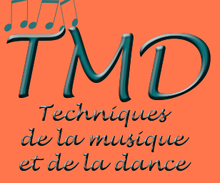 TMD
Techniques
de la musique
et de la dance